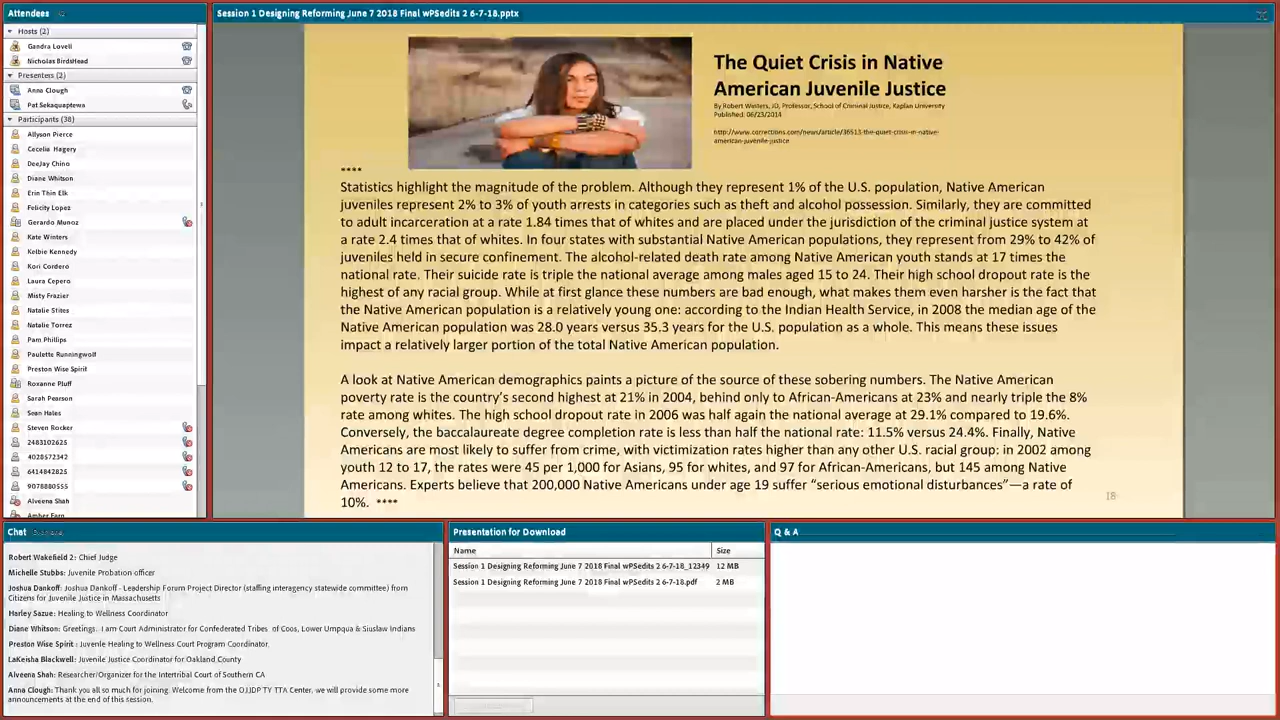 Attendees
Hosts (2)
Gandra Lovell
Nicholas BirdsHead
Presenters (2)
Anna Clough
Pat Sekaquaptewa
Participants (38)
Allyson Pierce
Cecelia Hagery
DeeJay Chino
Diane Whitson
Erin Thin Elk
Felicity Lopez
Gerardo Munoz
Kate Winters
Kelbie Kennedy
Kori Cordero
Laura Cepero
Misty Frazier
Natalie Stites
Natalie Torrez
Pam Phillips
Paulette Runningwolf
Preston Wise Spirit
Roxanne Pluff
Sarah Pearson
Sean Hales
Steven Rocker
2483102625
4028572342
6414842825
9078880555
Alveena Shah
Amber Farn
Session 1 Designing Reforming June 7 2018 Final wPSedits 2 6-7-18.pptx
The Quiet Crisis in Native
American Juvenile Justice
By Robert Winters, JD, Professor, School of Criminal Justice, Kaplan University
Published: 06/23/2014
http://www.corrections.com/news/article/36513-the-quiet-crisis-in-native-
american-juvenile-justice
****
Statistics highlight the magnitude of the problem. Although they represent 1% of the U.S. population, Native American
juveniles represent 2% to 3% of youth arrests in categories such as theft and alcohol possession. Similarly, they are committed
to adult incarceration at a rate 1.84 times that of whites and are placed under the jurisdiction of the criminal justice system at
a rate 2.4 times that of whites. In four states with substantial Native American populations, they represent from 29% to 42% of
juveniles held in secure confinement. The alcohol-related death rate among Native American youth stands at 17 times the
national rate. Their suicide rate is triple the national average among males aged 15 to 24. Their high school dropout rate is the
highest of any racial group. While at first glance these numbers are bad enough, what makes them even harsher is the fact that
the Native American population is a relatively young one: according to the Indian Health Service, in 2008 the median age of the
Native American population was 28.0 years versus 35.3 years for the U.S. population as a whole. This means these issues
impact a relatively larger portion of the total Native American population.
A look at Native American demographics paints a picture of the source of these sobering numbers. The Native American
poverty rate is the country's second highest at 21% in 2004, behind only to African-Americans at 23% and nearly triple the 8%
rate among whites. The high school dropout rate in 2006 was half again the national average at 29.1% compared to 19.6%.
Conversely, the baccalaureate degree completion rate is less than half the national rate: 11.5% versus 24.4%. Finally, Native
Americans are most likely to suffer from crime, with victimization rates higher than any other U.S. racial group: in 2002 among
youth 12 to 17, the rates were 45 per 1,000 for Asians, 95 for whites, and 97 for African-Americans, but 145 among Native
Americans. Experts believe that 200,000 Native Americans under age 19 suffer “serious emotional disturbances”—a rate of
10%. ****
18
Chat
Robert Wakefield 2: Chief Judge
Michelle Stubbs: Juvenile Probation officer
Joshua Dankoff: Joshua Dankoff - Leadership Forum Project Director (staffing interagency statewide committee) from
Citizens for Juvenile Justice in Massachusetts
Harley Sazue: Healing to Wellness Coordinator
Diane Whitson: Greetings. I am Court Administrator for Confederated Tribes of Coos, Lower Umpqua & Siuslaw Indians
Preston Wise Spirit : Juvenile Healing to Wellness Court Program Coordinator.
LaKeisha Blackwell: Juvenile Justice Coordinator for Oakland County
Alveena Shah: Researcher/Organizer for the Intertribal Court of Southern CA
Anna Clough: Thank you all so much for joining. Welcome from the OJJDP TY TTA Center, we will provide some more
announcements at the end of this session.
Presentation for Download
Name Size
Session 1 Designing Reforming June 7 2018 Final wPSedits 2 6-7-18_12349 12 MB
Session 1 Designing Reforming June 7 2018 Final wPSedits 2 6-7-18.pdf 2 MB
Q & A